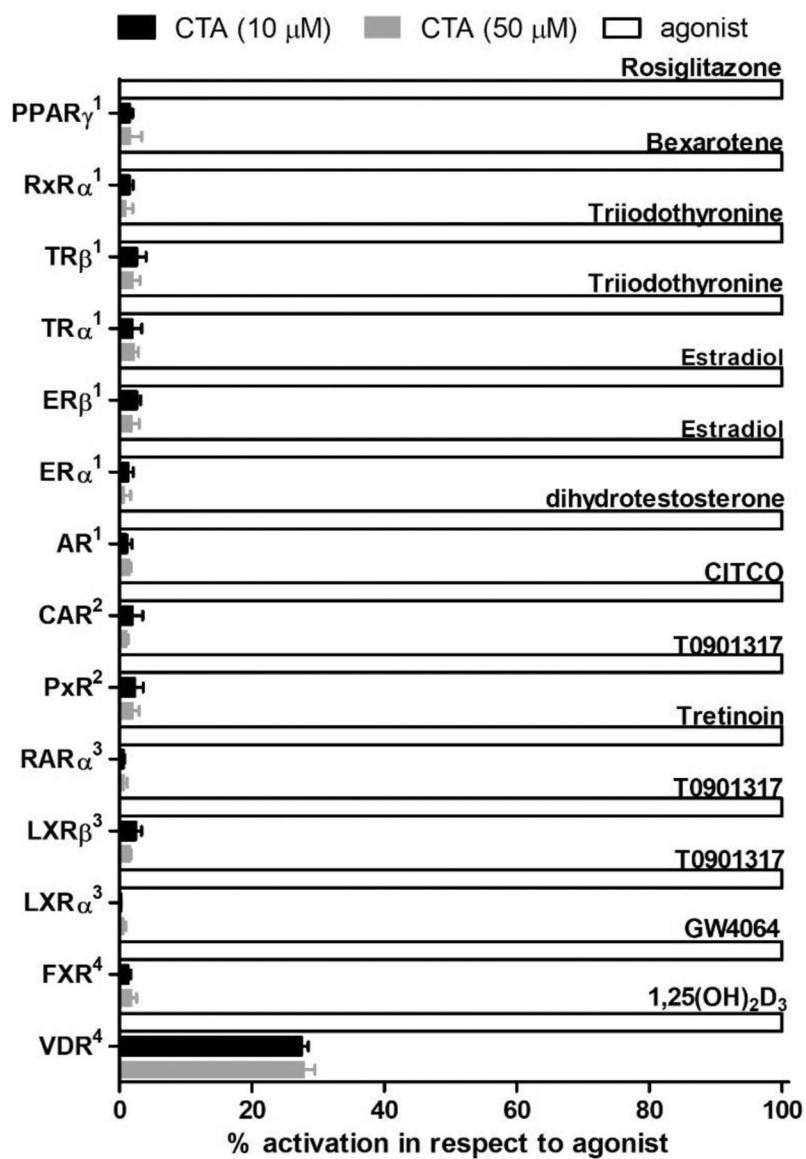 CTA (10 μM) CTA (50 μM) agonist
Rosiglitazone
PPARγ¹
Bexarotene
RxRα¹
Triiodothyronine
TRβ¹
Triiodothyronine
TRα¹
Estradiol
ERβ¹
Estradiol
ERα¹
dihydrotestosterone
AR¹
CITCO
CAR²
T0901317
PxR²
Tretinoin
RARα³
T0901317
LXRβ³
T0901317
LXRα³
GW4064
FXR⁴
1,25(OH)₂D₃
VDR⁴
0 20 40 60 80 100
% activation in respect to agonist